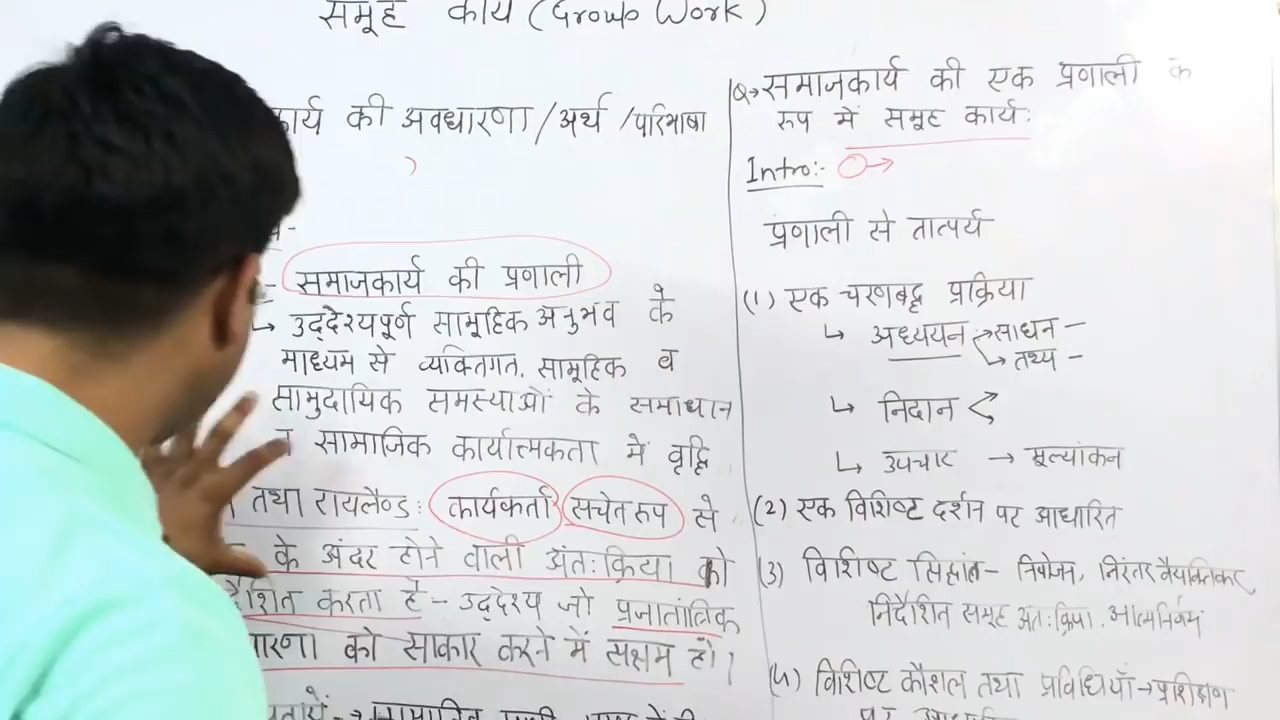 समूह कार्य (Group Work)
कार्य की अवधारणा/अर्थ/परिभाषा
समाजकार्य की प्रणाली
↳ उद्देश्यपूर्ण सामूहिक अनुभव के
माध्यम से व्यक्तिगत, सामूहिक व
सामुदायिक समस्याओं के समाधान
व सामाजिक कार्यात्मकता में वृद्धि
तथा रायलैण्ड: कार्यकर्ता सचेत रूप से
के अंदर होने वाली अंतःक्रिया को
करता है - उद्देश्य जो प्रजातांत्रिक
को साकार करने में सक्षम हो।
Q→ समाजकार्य की एक प्रणाली के
रूप में समूह कार्य:
Intro:- →
प्रणाली से तात्पर्य
(1) एक चरणबद्ध प्रक्रिया
↳ अध्ययन → साधन -
→ तथ्य -
↳ निदान
↳ उपचार → मूल्यांकन
(2) एक विशिष्ट दर्शन पर आधारित
(3) विशिष्ट सिद्धांत - नियोजन, निरंतर वैयक्तिकर
निर्देशित समूह अंतःक्रिया, आत्मनिर्णय
(4) विशिष्ट कौशल तथा प्रविधियाँ → प्रशिक्षण